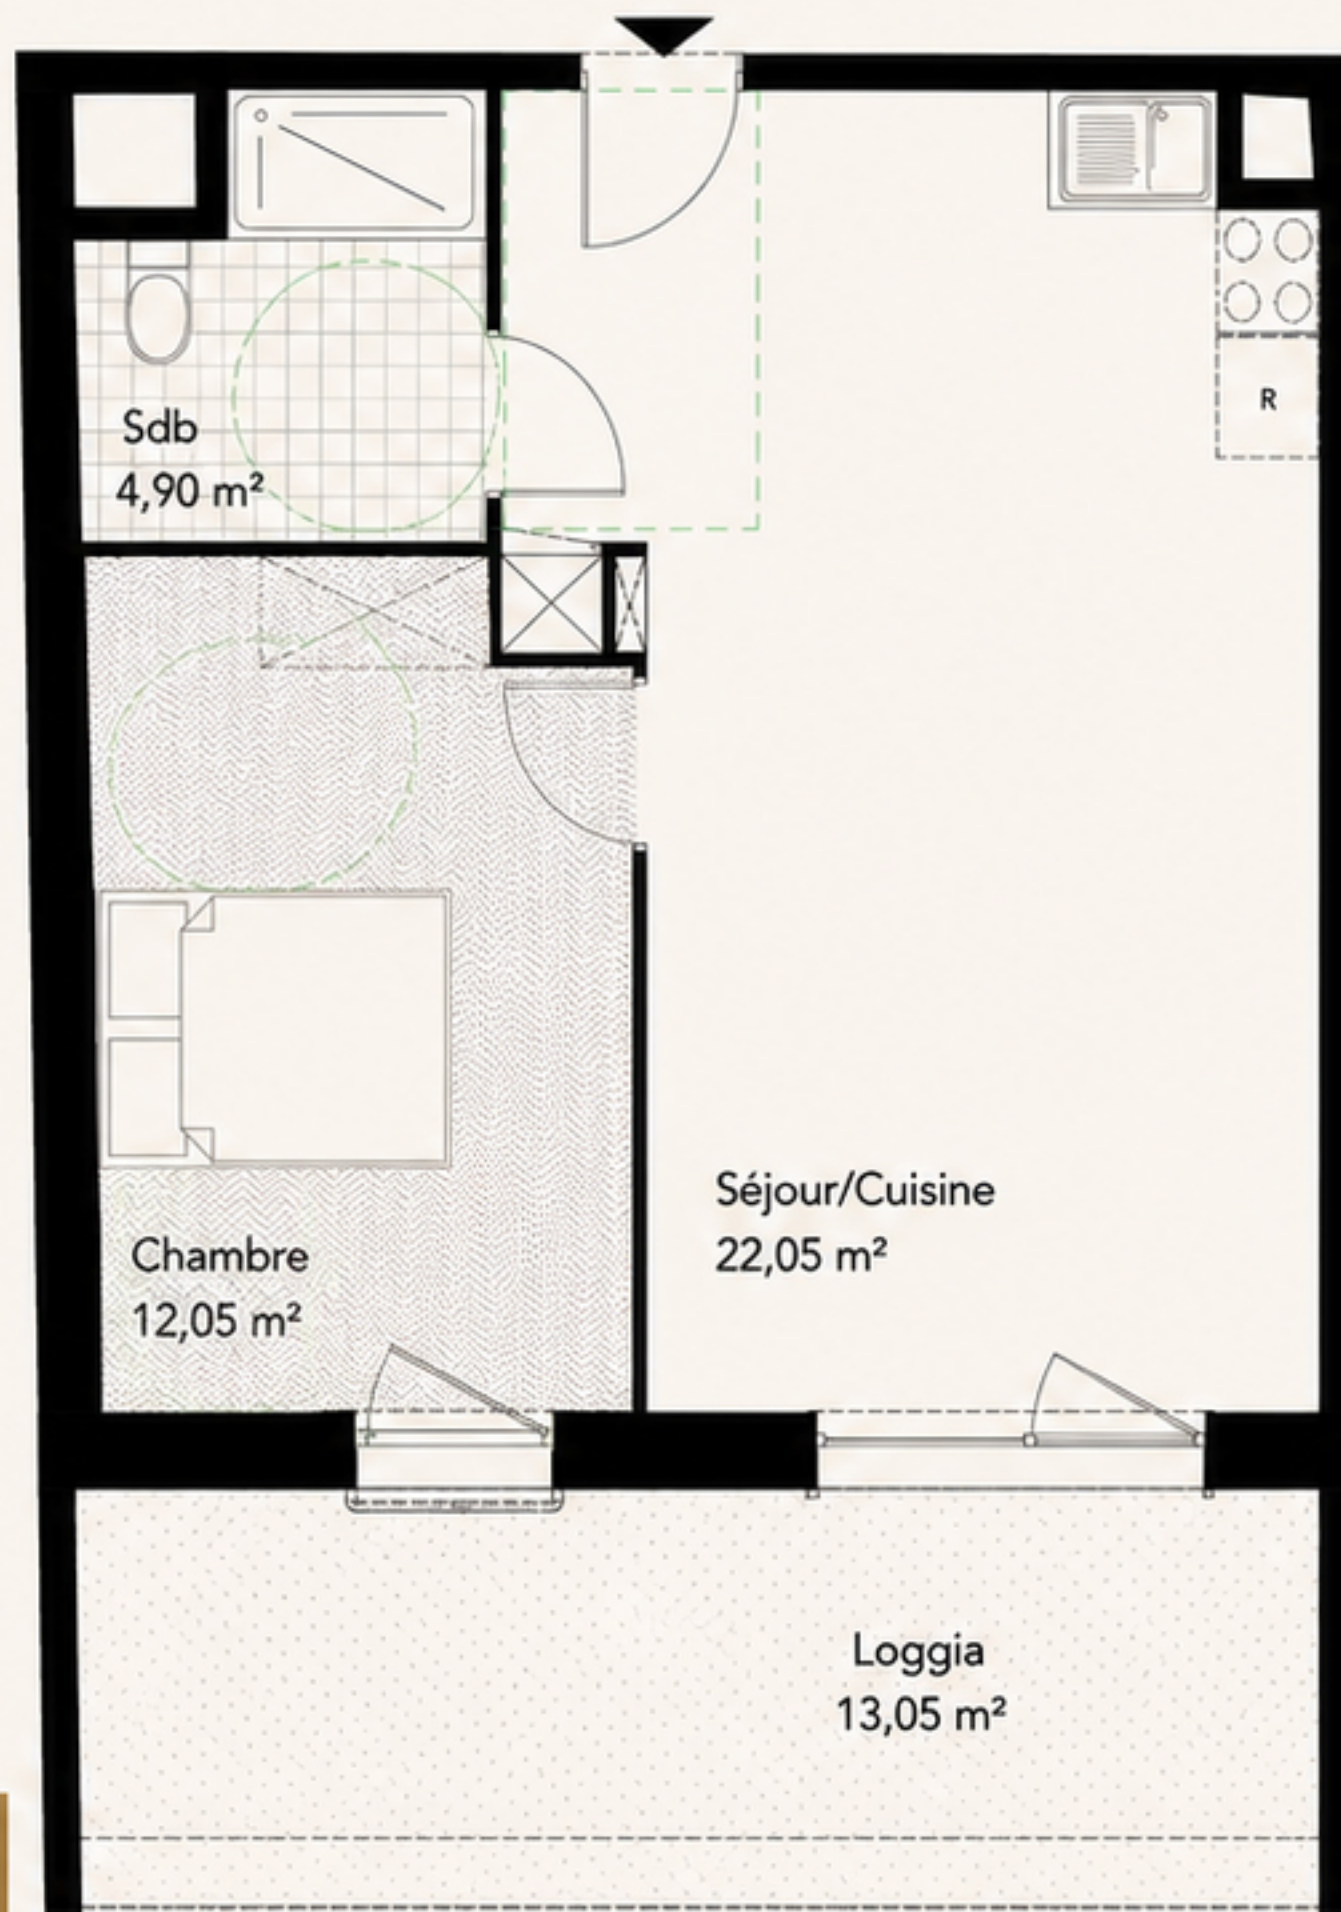 R
Sdb
4,90 m²
Séjour/Cuisine
22,05 m²
Chambre
12,05 m²
Loggia
13,05 m²